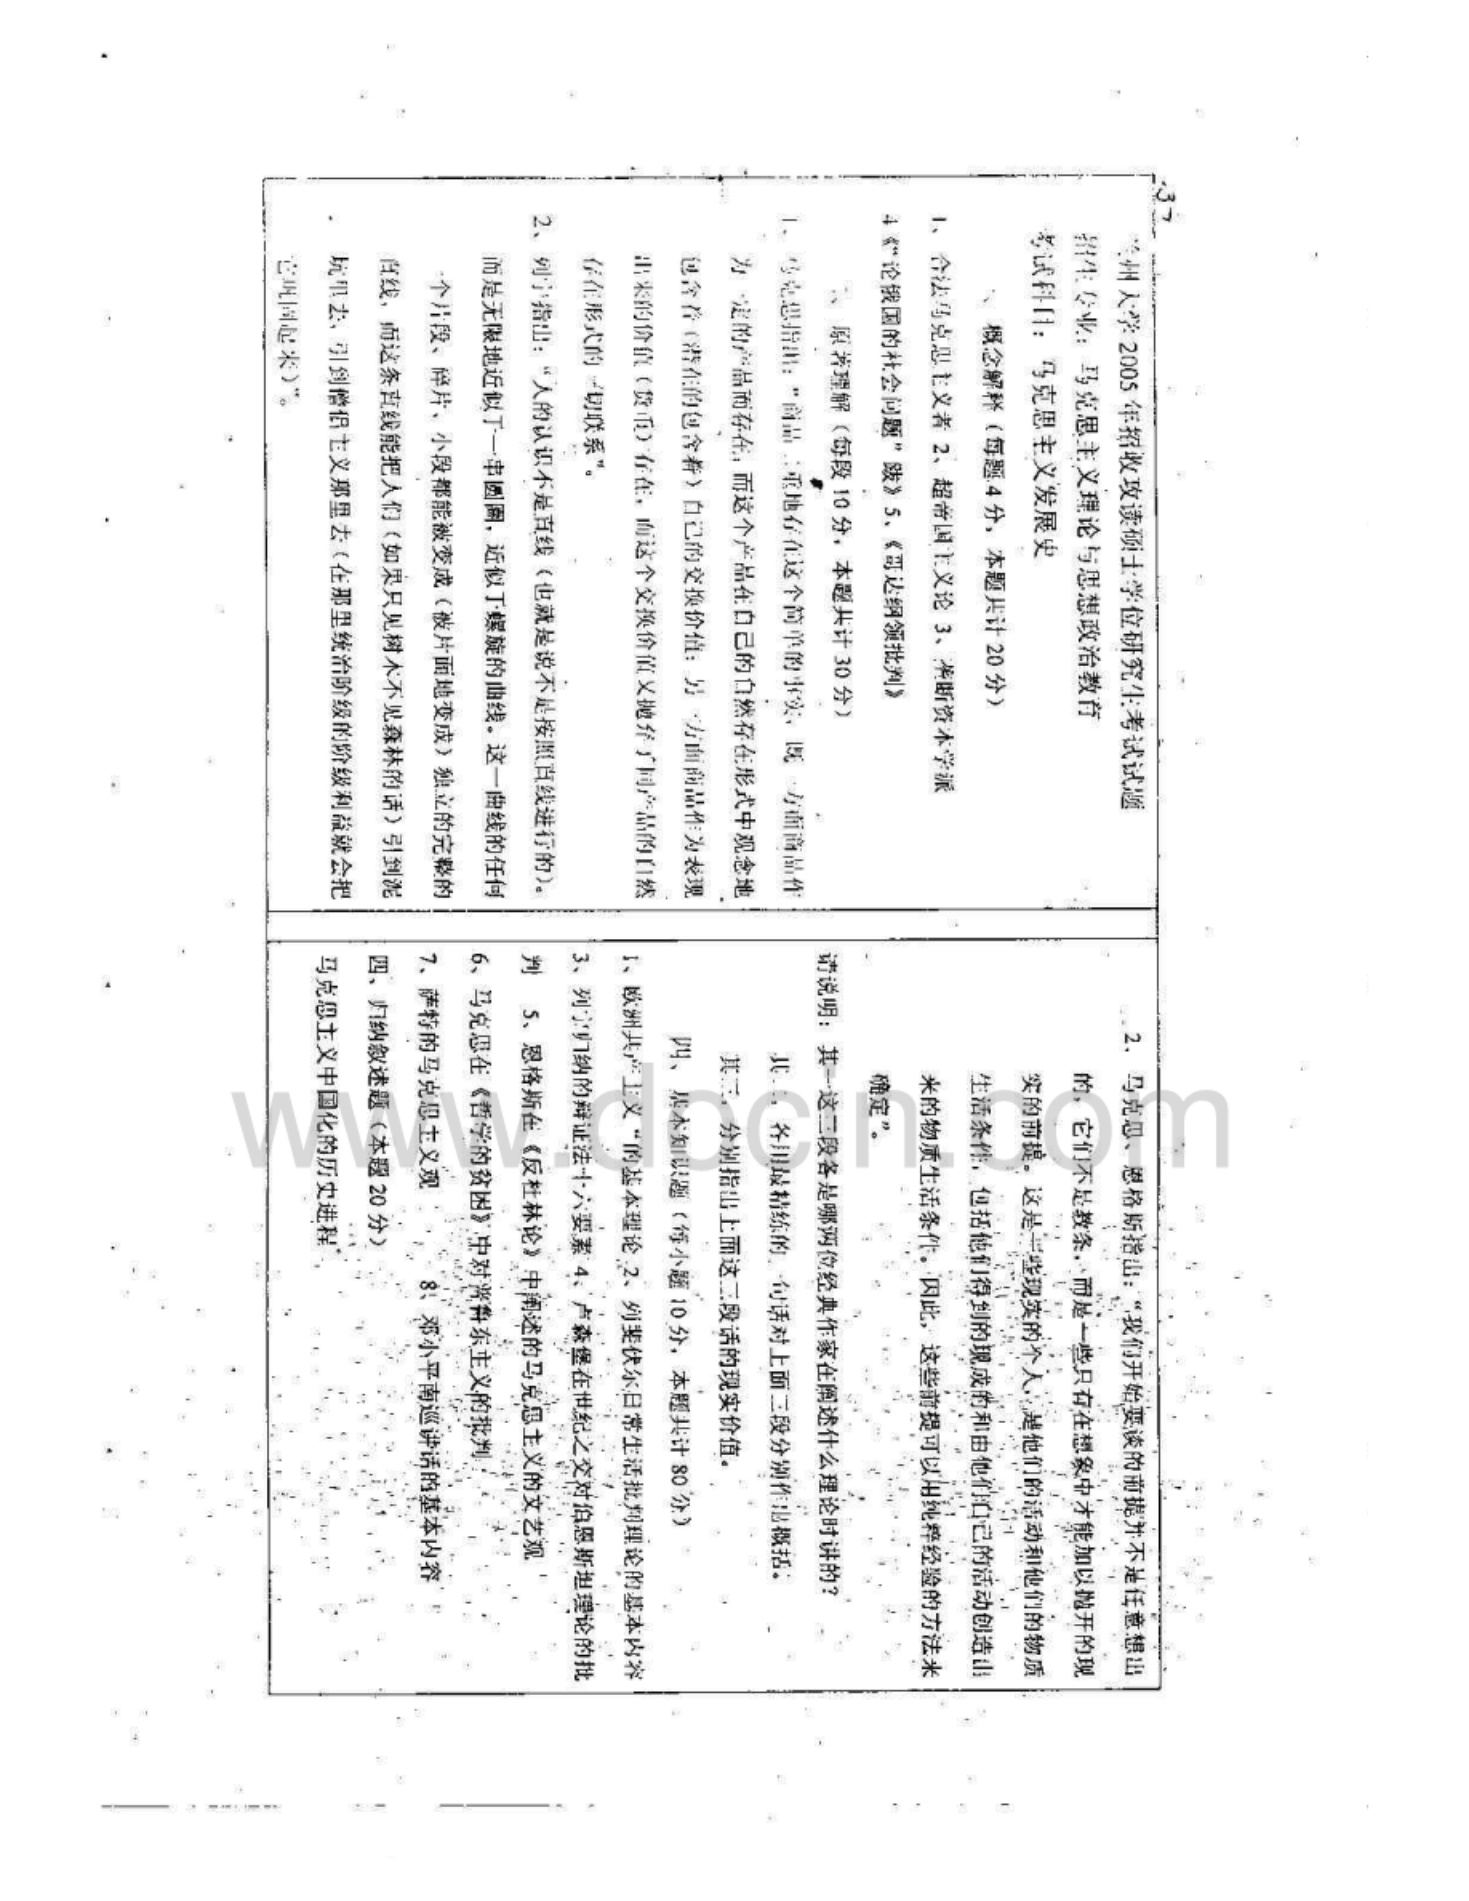 州大学 2005 年招收攻读硕士学位研究生考试试题
招生专业：马克思主义理论与思想政治教育
考试科目：马克思主义发展史
、概念解释（每题 4 分，本题共计 20 分）
1、合法马克思主义者 2、超帝国主义论 3、垄断资本学派
4《“论俄国的社会问题”跋》5、《哥达纲领批判》
、原著理解（每段 10 分，本题共计 30 分）
1、马克思指出：“商品二重地存在这个简单的事实，既一方面商品作
为一定的产品而存在，而这个产品在自己的自然存在形式中观念地
包含着（潜在的包含着）自己的交换价值；另一方面商品作为表现
出来的价值（货币）存在，而这个交换价值又抛弃了同产品的自然
存在形式的一切联系”。
2、列宁指出：“人的认识不是直线（也就是说不是按照直线进行的），
而是无限地近似于一串圆圈，近似于螺旋的曲线。这一曲线的任何
一个片段、碎片、小段都能被变成（被片面地变成）独立的完整的
直线，而这条直线能把人们（如果只见树木不见森林的话）引到泥
坑里去，引到僧侣主义那里去（在那里统治阶级的阶级利益就会把
它巩固起来）”。
2、马克思、恩格斯指出：“我们开始要谈的前提并不是任意想出
的，它们不是教条，而是一些只有在想象中才能加以抛开的现
实的前提。这是一些现实的个人，是他们的活动和他们的物质
生活条件，包括他们得到的现成的和由他们自己的活动创造出
来的物质生活条件。因此，这些前提可以用纯粹经验的方法来
确定”。
请说明：其一这三段各是哪两位经典作家在阐述什么理论时讲的？
其二，各用最精练的一句话对上面三段分别作出概括。
其三，分别指出上面这三段话的现实价值。
四、基本知识题（每小题 10 分，本题共计 80 分）
1、欧洲共产主义“的基本理论 2、列斐伏尔日常生活批判理论的基本内容
3、列宁归纳的辩证法十六要素 4、卢森堡在世纪之交对伯恩斯坦理论的批
判 5、恩格斯在《反杜林论》中阐述的马克思主义的文艺观
6、马克思在《哲学的贫困》中对蒲鲁东主义的批判
7、萨特的马克思主义观 8、邓小平南巡讲话的基本内容
四、归纳叙述题（本题 20 分）
马克思主义中国化的历史进程
www.docin.com